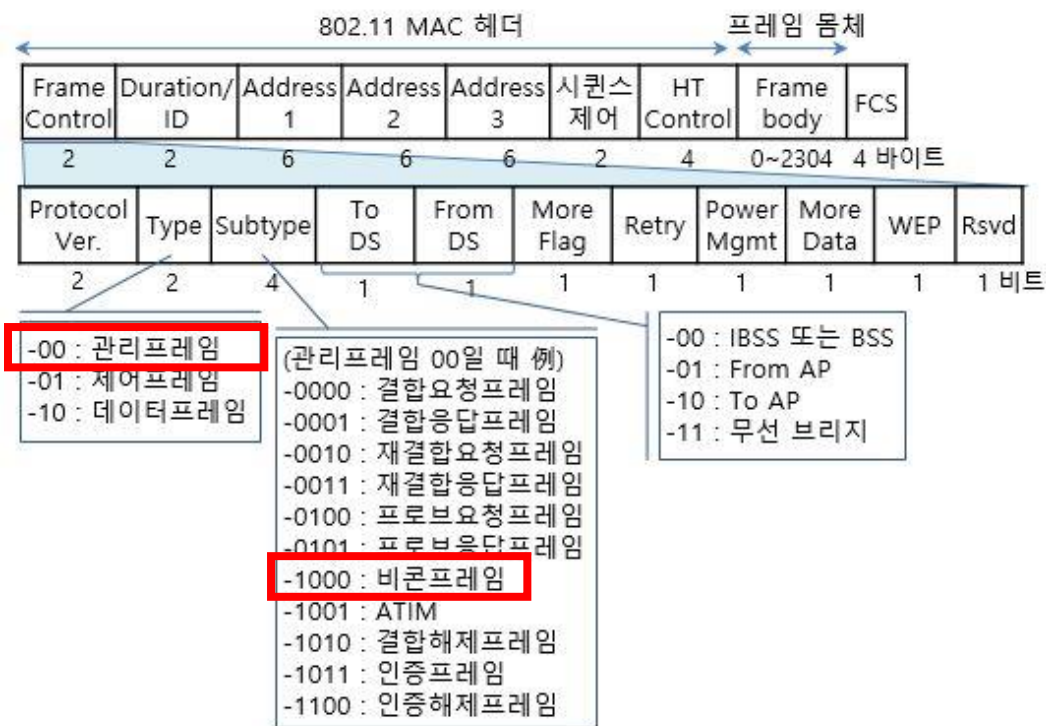 802.11 MAC 헤더 프레임 몸체
Frame Control Duration/ID Address 1 Address 2 Address 3 시퀀스 제어 HT Control Frame body FCS
2 2 6 6 6 2 4 0~2304 4 바이트
Protocol Ver. Type Subtype To DS From DS More Flag Retry Power Mgmt More Data WEP Rsvd
2 2 4 1 1 1 1 1 1 1 1 비트
-00 : 관리프레임
-01 : 제어프레임
-10 : 데이터프레임
(관리프레임 00일 때 例)
-0000 : 결합요청프레임
-0001 : 결합응답프레임
-0010 : 재결합요청프레임
-0011 : 재결합응답프레임
-0100 : 프로브요청프레임
-0101 : 프로브응답프레임
-1000 : 비콘프레임
-1001 : ATIM
-1010 : 결합해제프레임
-1011 : 인증프레임
-1100 : 인증해제프레임
-00 : IBSS 또는 BSS
-01 : From AP
-10 : To AP
-11 : 무선 브리지